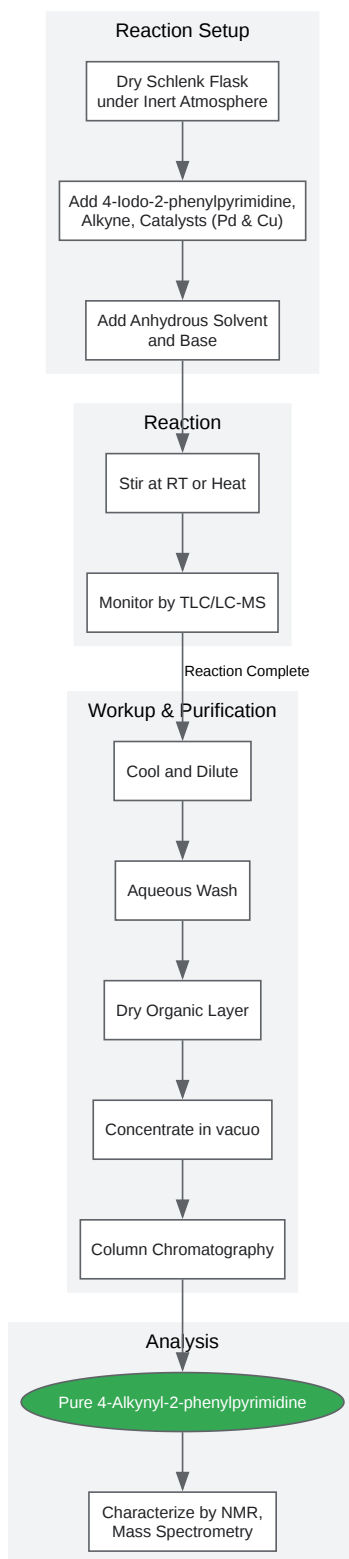 Reaction Setup
Dry Schlenk Flask
under Inert Atmosphere
Add 4-Iodo-2-phenylpyrimidine,
Alkyne, Catalysts (Pd & Cu)
Add Anhydrous Solvent
and Base
Reaction
Stir at RT or Heat
Monitor by TLC/LC-MS
Reaction Complete
Workup & Purification
Cool and Dilute
Aqueous Wash
Dry Organic Layer
Concentrate in vacuo
Column Chromatography
Analysis
Pure 4-Alkynyl-2-phenylpyrimidine
Characterize by NMR,
Mass Spectrometry